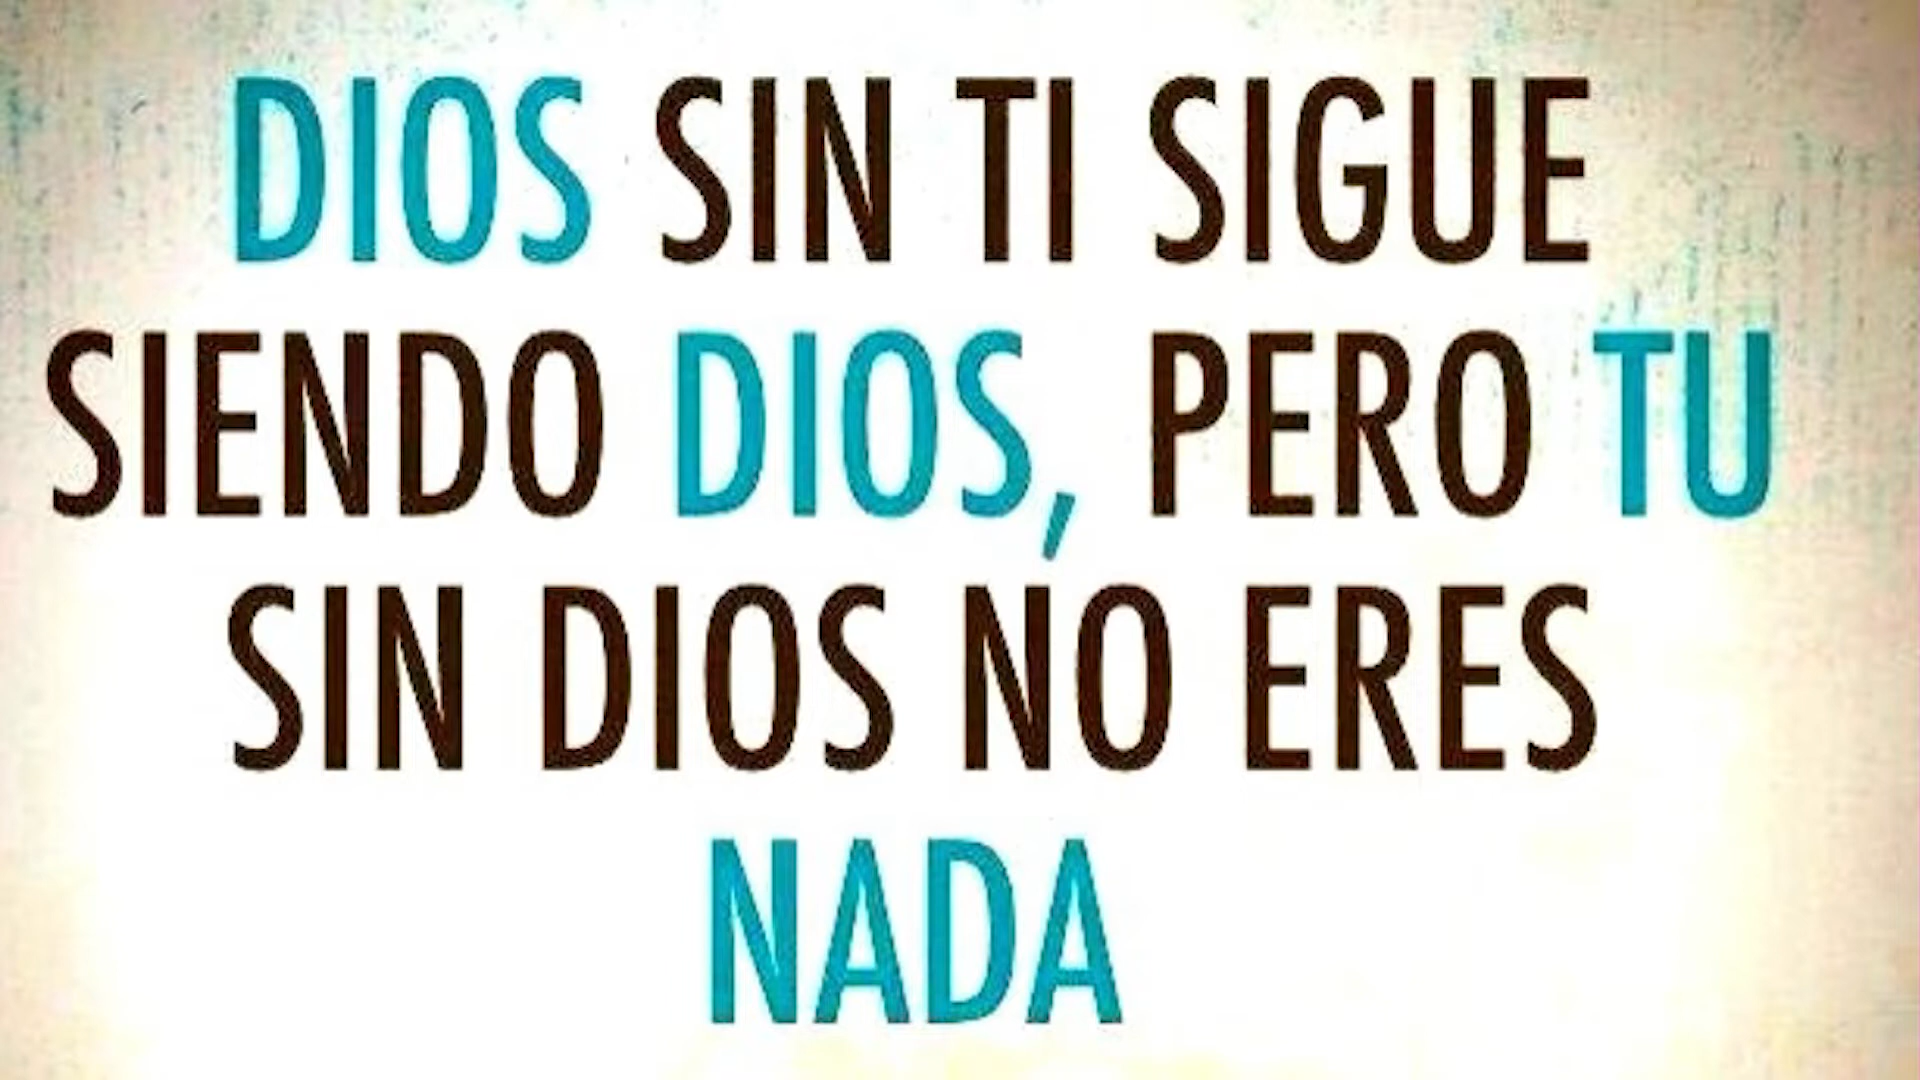 DIOS SIN TI SIGUE
SIENDO DIOS, PERO TU
SIN DIOS NO ERES
NADA